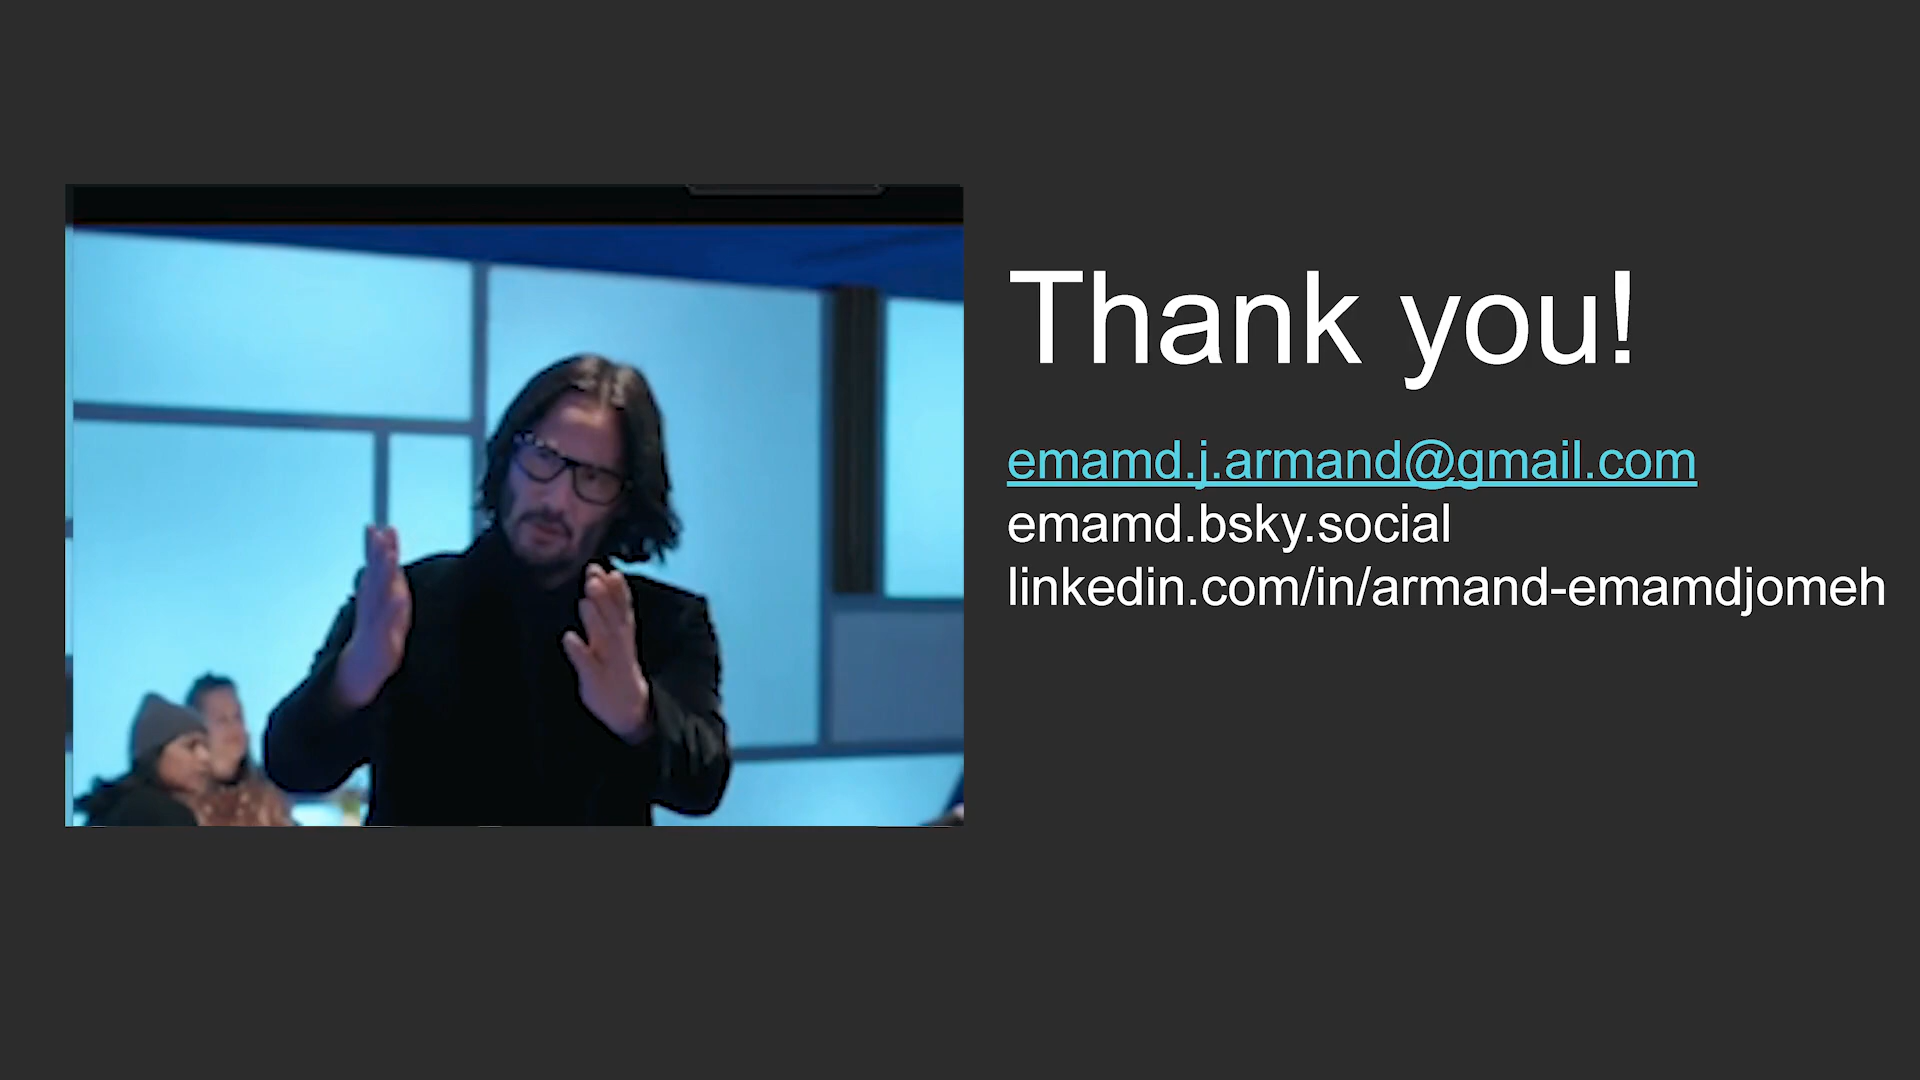 Thank you!
emamd.j.armand@gmail.com
emamd.bsky.social
linkedin.com/in/armand-emamdjomeh